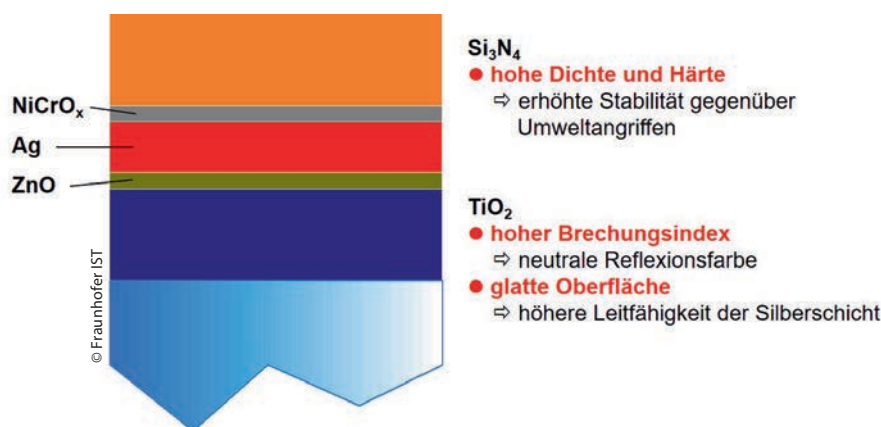 NiCrOₓ
Ag
ZnO
© Fraunhofer IST
Si₃N₄
● hohe Dichte und Härte
⇨ erhöhte Stabilität gegenüber
Umweltangriffen
TiO₂
● hoher Brechungsindex
⇨ neutrale Reflexionsfarbe
● glatte Oberfläche
⇨ höhere Leitfähigkeit der Silberschicht